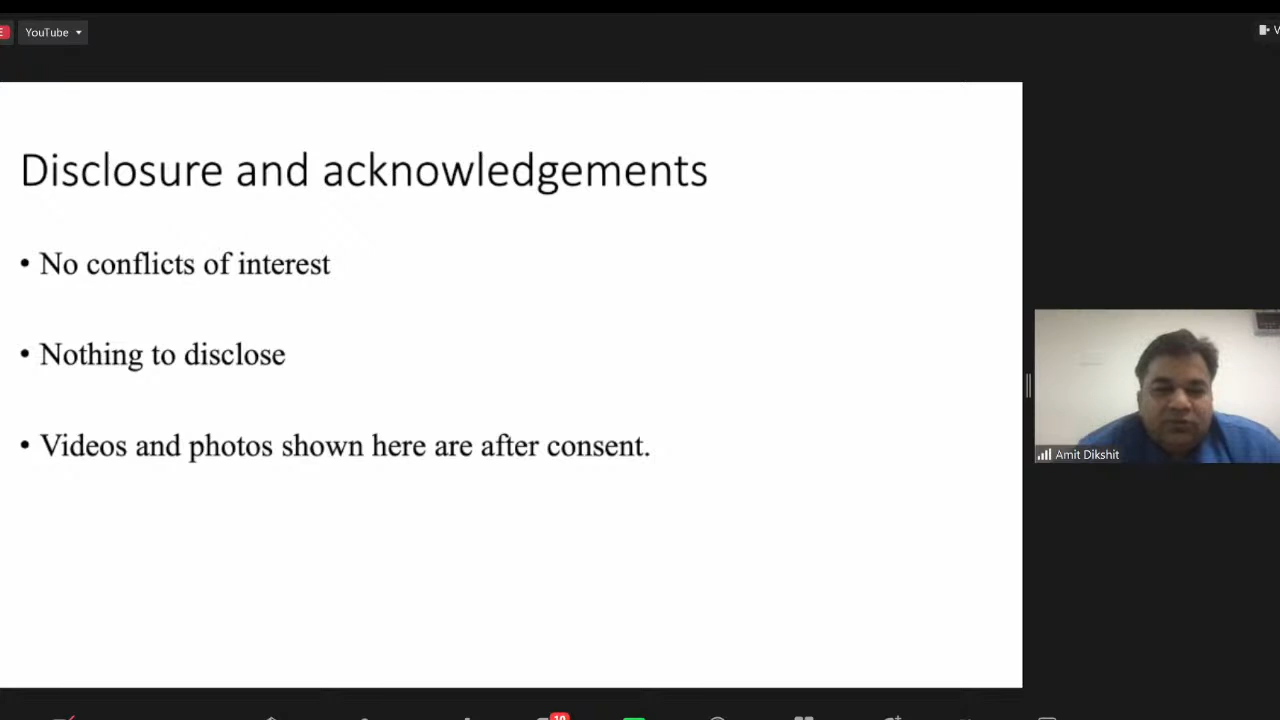 YouTube
Disclosure and acknowledgements
• No conflicts of interest
• Nothing to disclose
• Videos and photos shown here are after consent.
Amit Dikshit